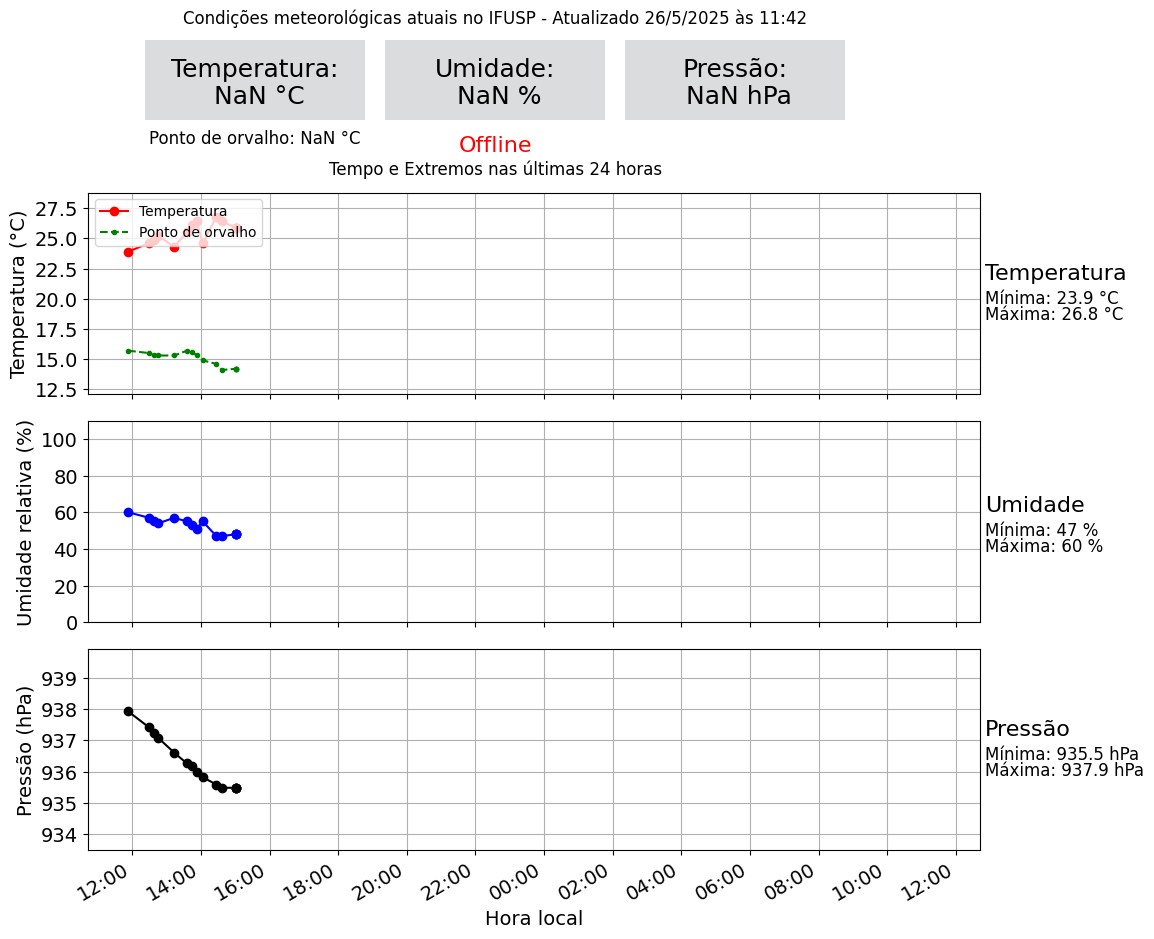 Condições meteorológicas atuais no IFUSP - Atualizado 26/5/2025 às 11:42
Temperatura:
NaN °C
Umidade:
NaN %
Pressão:
NaN hPa
Ponto de orvalho: NaN °C
Offline
Tempo e Extremos nas últimas 24 horas
Temperatura (°C)
27.5
25.0
22.5
20.0
17.5
15.0
12.5
Temperatura
Ponto de orvalho
Temperatura
Mínima: 23.9 °C
Máxima: 26.8 °C
Umidade relativa (%)
100
80
60
40
20
0
Umidade
Mínima: 47 %
Máxima: 60 %
Pressão (hPa)
939
938
937
936
935
934
Pressão
Mínima: 935.5 hPa
Máxima: 937.9 hPa
12:00 14:00 16:00 18:00 20:00 22:00 00:00 02:00 04:00 06:00 08:00 10:00 12:00
Hora local